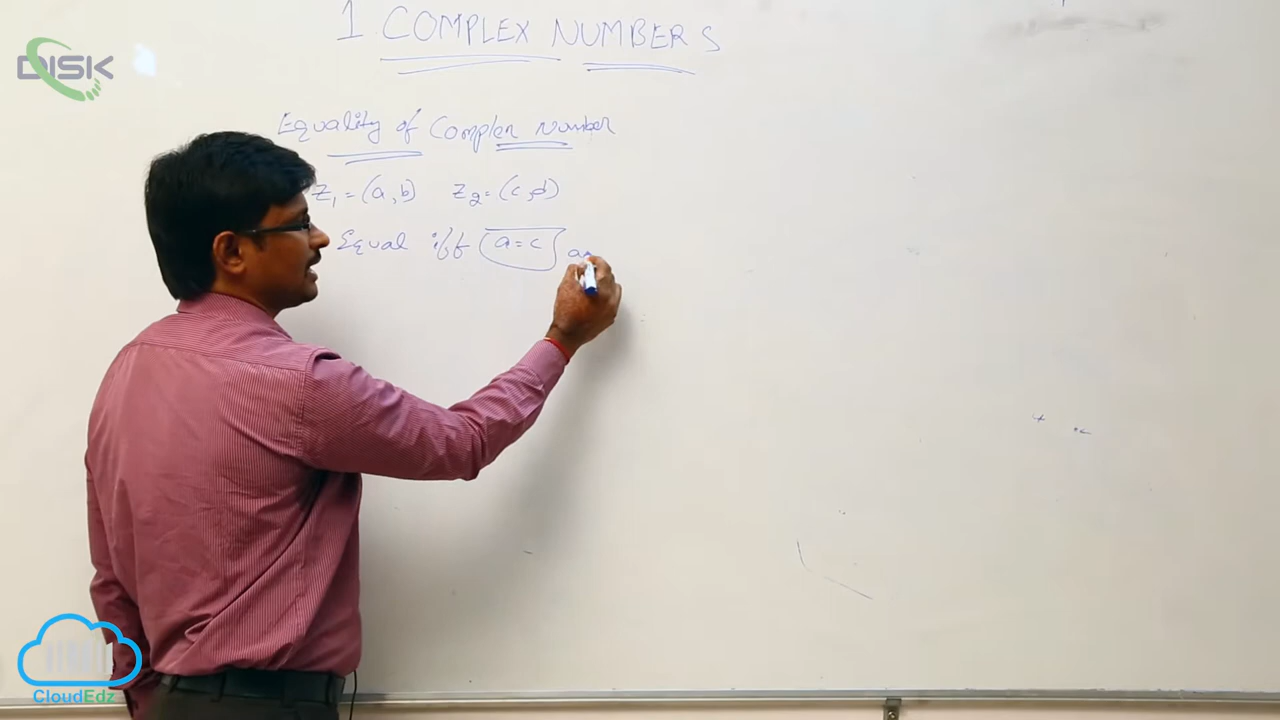 DISK
1 COMPLEX NUMBERS
Equality of Complex Number
Z₁ = (a, b) Z₂ = (c, d)
Equal iff a = c
CloudEdz